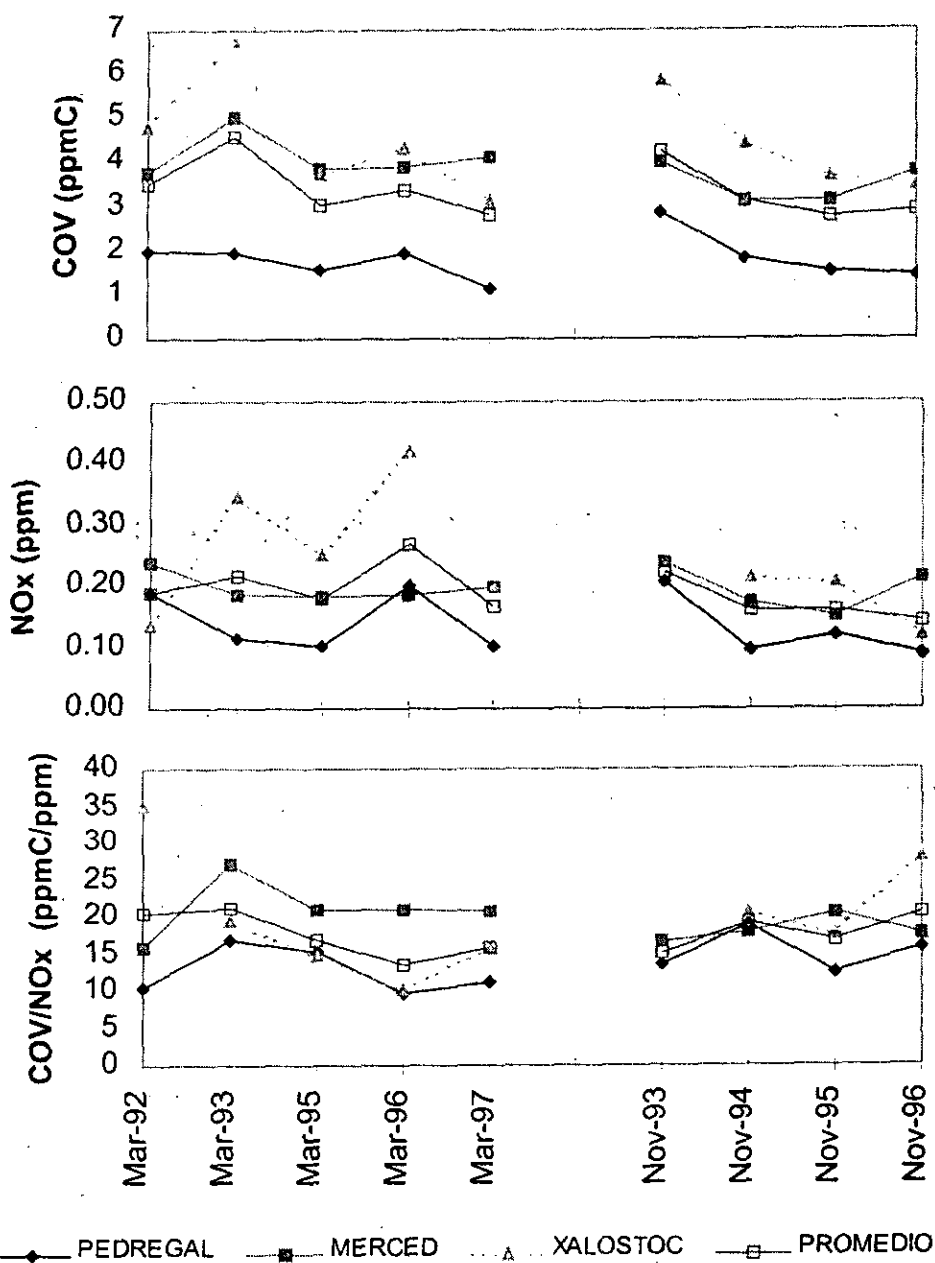 7
6
5
4
3
2
1
0
COV (ppmC)
0.50
0.40
0.30
0.20
0.10
0.00
NOx (ppm)
40
35
30
25
20
15
10
5
0
COV/NOx (ppmC/ppm)
Mar-92
Mar-93
Mar-95
Mar-96
Mar-97
Nov-93
Nov-94
Nov-95
Nov-96
PEDREGAL MERCED XALOSTOC PROMEDIO